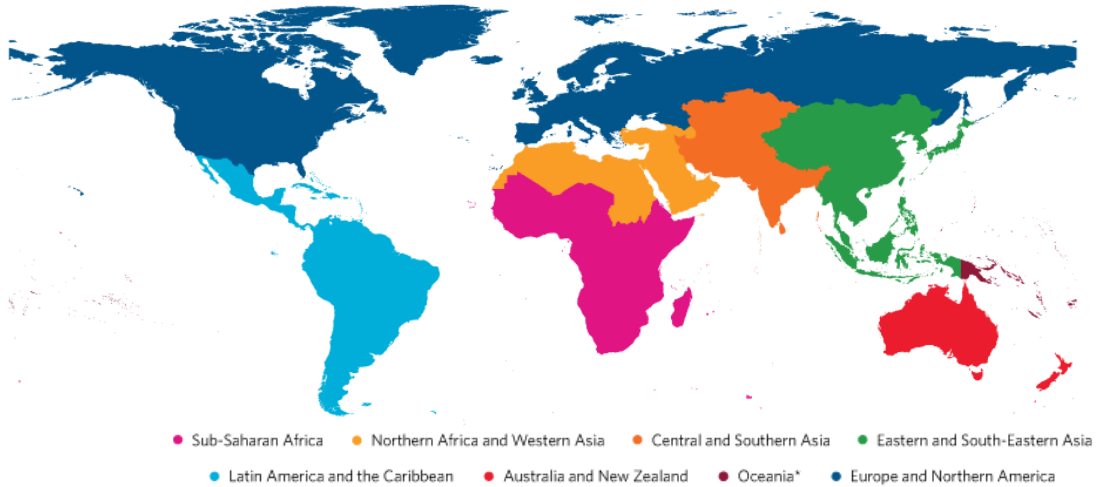 Sub-Saharan Africa Northern Africa and Western Asia Central and Southern Asia Eastern and South-Eastern Asia
Latin America and the Caribbean Australia and New Zealand Oceania* Europe and Northern America